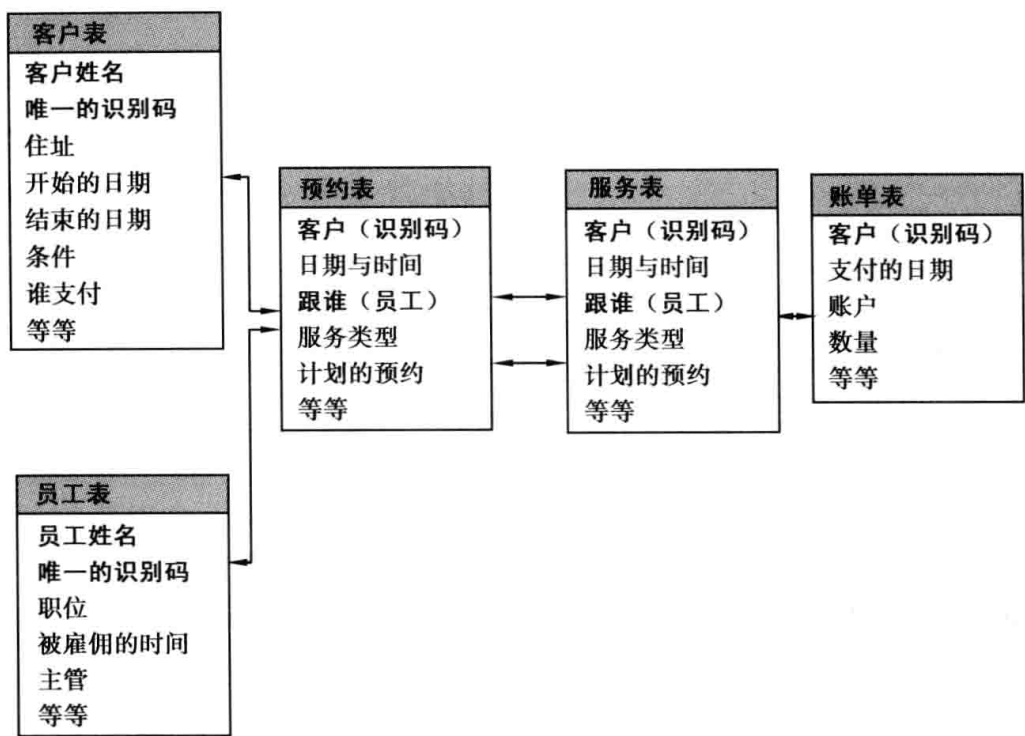 客户表
客户姓名
唯一的识别码
住址
开始的日期
结束的日期
条件
谁支付
等等
预约表
客户（识别码）
日期与时间
跟谁（员工）
服务类型
计划的预约
等等
服务表
客户（识别码）
日期与时间
跟谁（员工）
服务类型
计划的预约
等等
账单表
客户（识别码）
支付的日期
账户
数量
等等
员工表
员工姓名
唯一的识别码
职位
被雇佣的时间
主管
等等